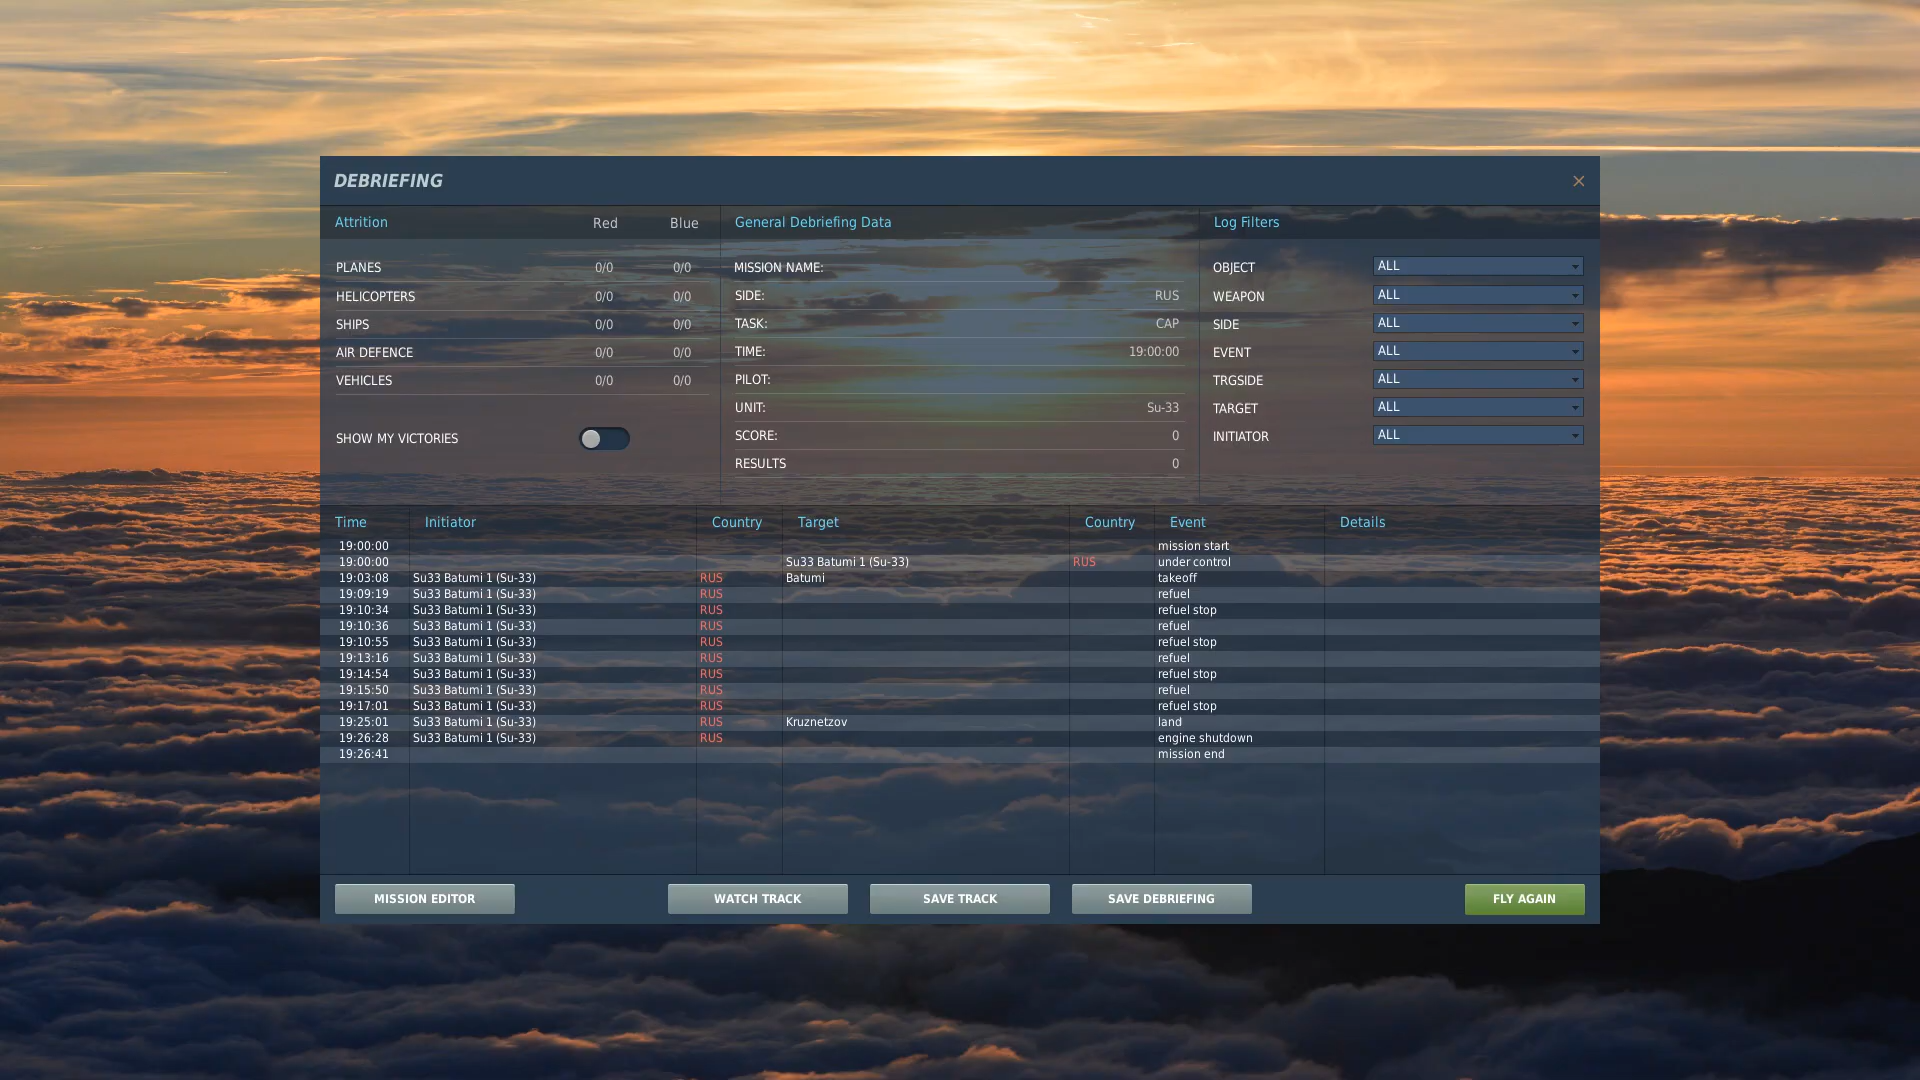 DEBRIEFING
×
Attrition Red Blue
PLANES 0/0 0/0
HELICOPTERS 0/0 0/0
SHIPS 0/0 0/0
AIR DEFENCE 0/0 0/0
VEHICLES 0/0 0/0
SHOW MY VICTORIES
General Debriefing Data
MISSION NAME:
SIDE: RUS
TASK: CAP
TIME: 19:00:00
PILOT:
UNIT: Su-33
SCORE: 0
RESULTS 0
Log Filters
OBJECT ALL
WEAPON ALL
SIDE ALL
EVENT ALL
TRGSIDE ALL
TARGET ALL
INITIATOR ALL
Time Initiator Country Target Country Event Details
19:00:00 mission start
19:00:00 Su33 Batumi 1 (Su-33) RUS under control
19:03:08 Su33 Batumi 1 (Su-33) RUS Batumi takeoff
19:09:19 Su33 Batumi 1 (Su-33) RUS refuel
19:10:34 Su33 Batumi 1 (Su-33) RUS refuel stop
19:10:36 Su33 Batumi 1 (Su-33) RUS refuel
19:10:55 Su33 Batumi 1 (Su-33) RUS refuel stop
19:13:16 Su33 Batumi 1 (Su-33) RUS refuel
19:14:54 Su33 Batumi 1 (Su-33) RUS refuel stop
19:15:50 Su33 Batumi 1 (Su-33) RUS refuel
19:17:01 Su33 Batumi 1 (Su-33) RUS refuel stop
19:25:01 Su33 Batumi 1 (Su-33) RUS Kruznetzov land
19:26:28 Su33 Batumi 1 (Su-33) RUS engine shutdown
19:26:41 mission end
MISSION EDITOR WATCH TRACK SAVE TRACK SAVE DEBRIEFING FLY AGAIN